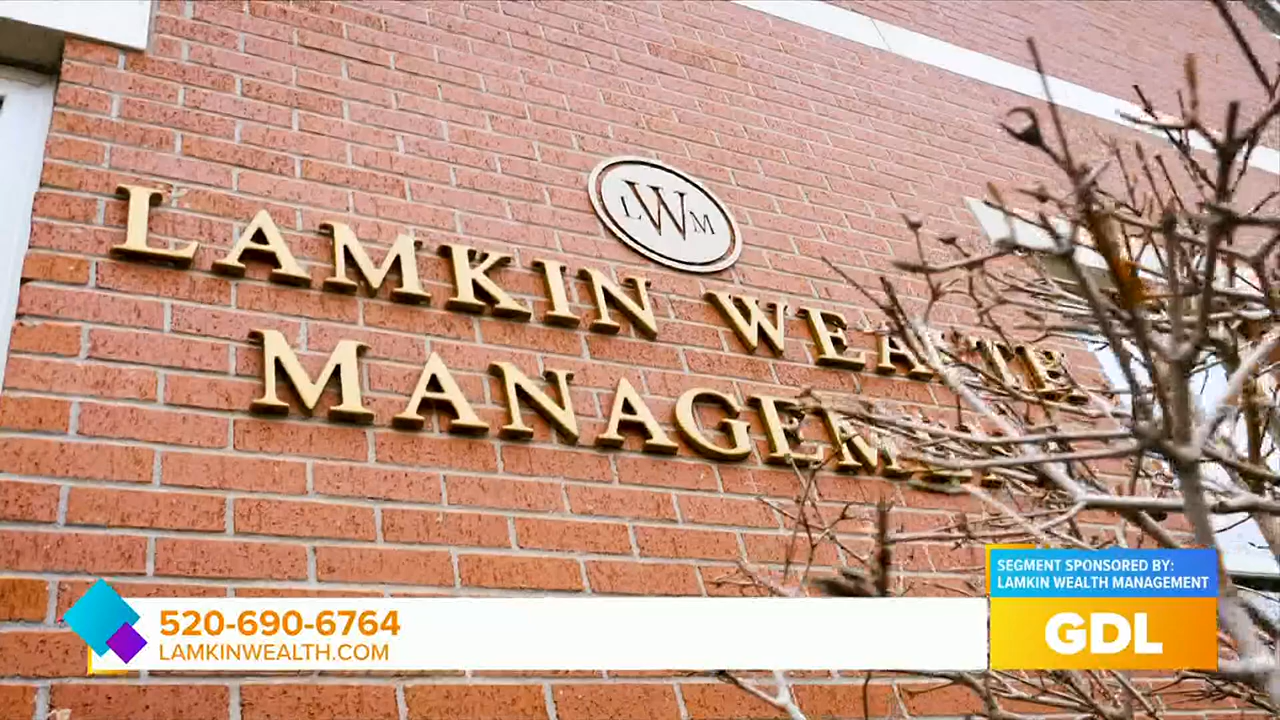 LWM
LAMKIN WEALTH
MANAGEMENT
SEGMENT SPONSORED BY:
LAMKIN WEALTH MANAGEMENT
GDL
520-690-6764
LAMKINWEALTH.COM